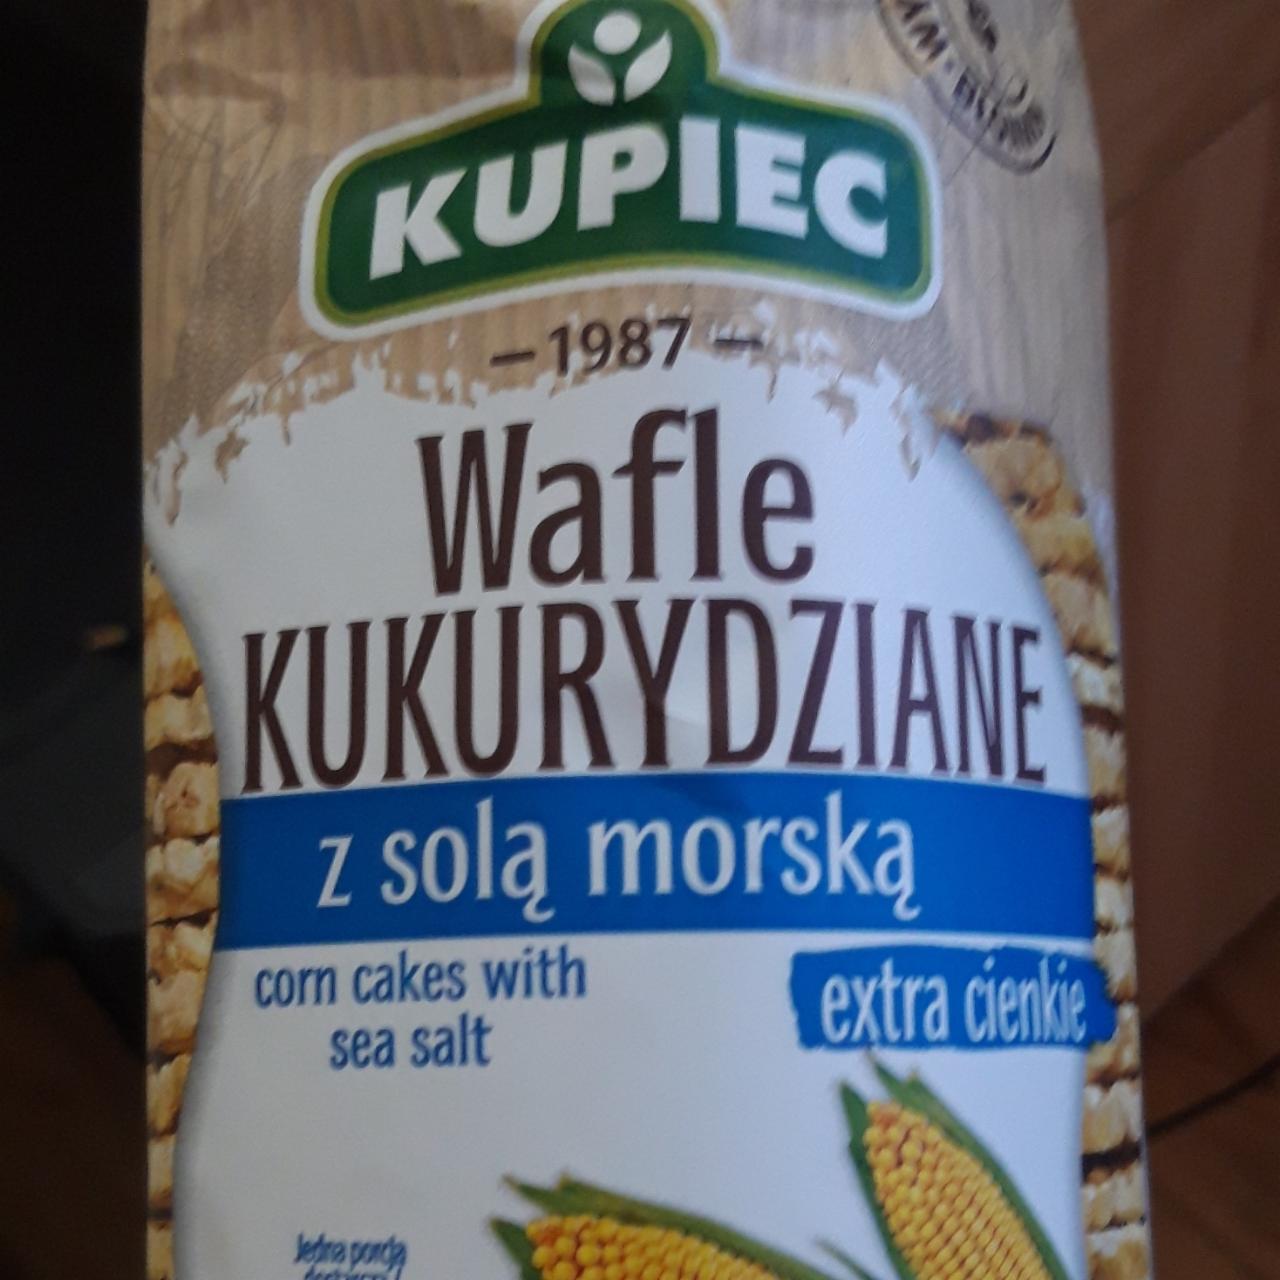 KUPIEC
— 1987 —
Wafle
KUKURYDZIANE
z solą morską
corn cakes with
sea salt
extra cienkie
Jedna porcja